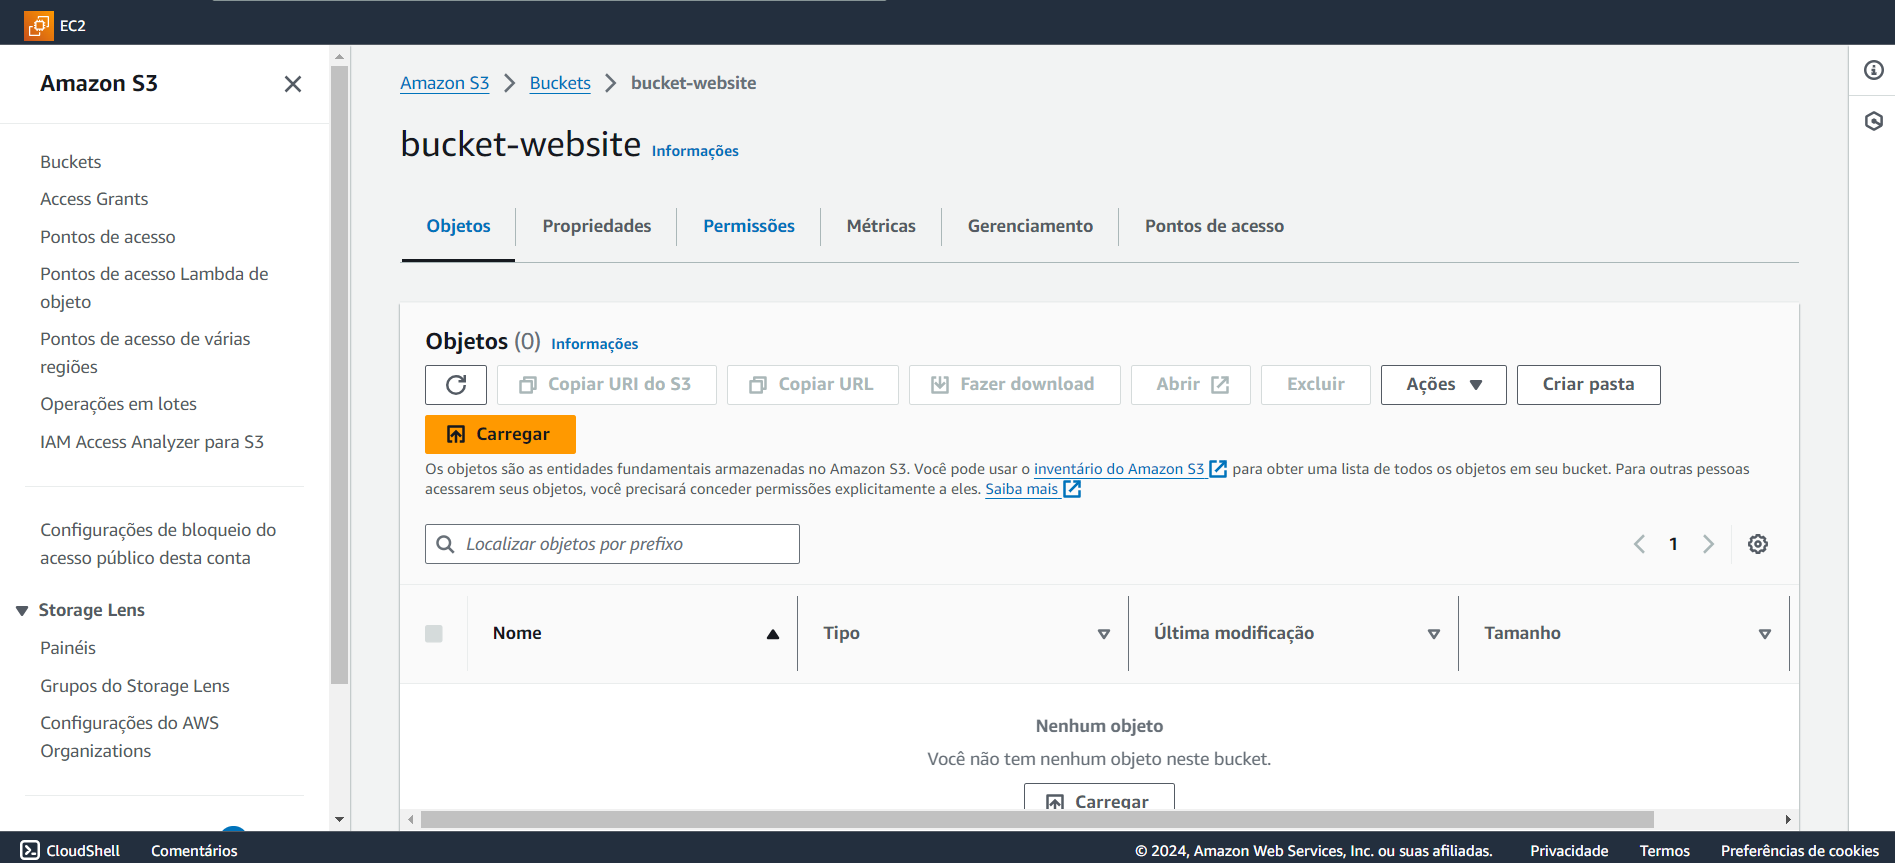 EC2
Amazon S3
Buckets
Access Grants
Pontos de acesso
Pontos de acesso Lambda de
objeto
Pontos de acesso de várias
regiões
Operações em lotes
IAM Access Analyzer para S3
Configurações de bloqueio do
acesso público desta conta
Storage Lens
Painéis
Grupos do Storage Lens
Configurações do AWS
Organizations
Amazon S3 Buckets bucket-website
bucket-website Informações
Objetos Propriedades Permissões Métricas Gerenciamento Pontos de acesso
Objetos (0) Informações
Copiar URI do S3 Copiar URL Fazer download Abrir Excluir Ações Criar pasta
Carregar
Os objetos são as entidades fundamentais armazenadas no Amazon S3. Você pode usar o inventário do Amazon S3 para obter uma lista de todos os objetos em seu bucket. Para outras pessoas
acessarem seus objetos, você precisará conceder permissões explicitamente a eles. Saiba mais
Localizar objetos por prefixo
1
Nome Tipo Última modificação Tamanho
Nenhum objeto
Você não tem nenhum objeto neste bucket.
Carregar
CloudShell Comentários © 2024, Amazon Web Services, Inc. ou suas afiliadas. Privacidade Termos Preferências de cookies